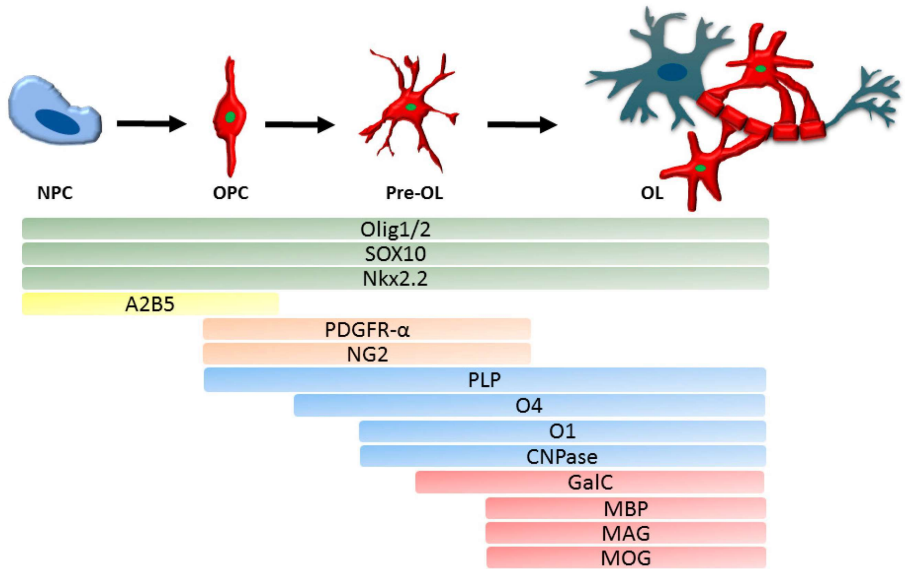 NPC OPC Pre-OL OL
Olig1/2
SOX10
Nkx2.2
A2B5
PDGFR-α
NG2
PLP
O4
O1
CNPase
GalC
MBP
MAG
MOG